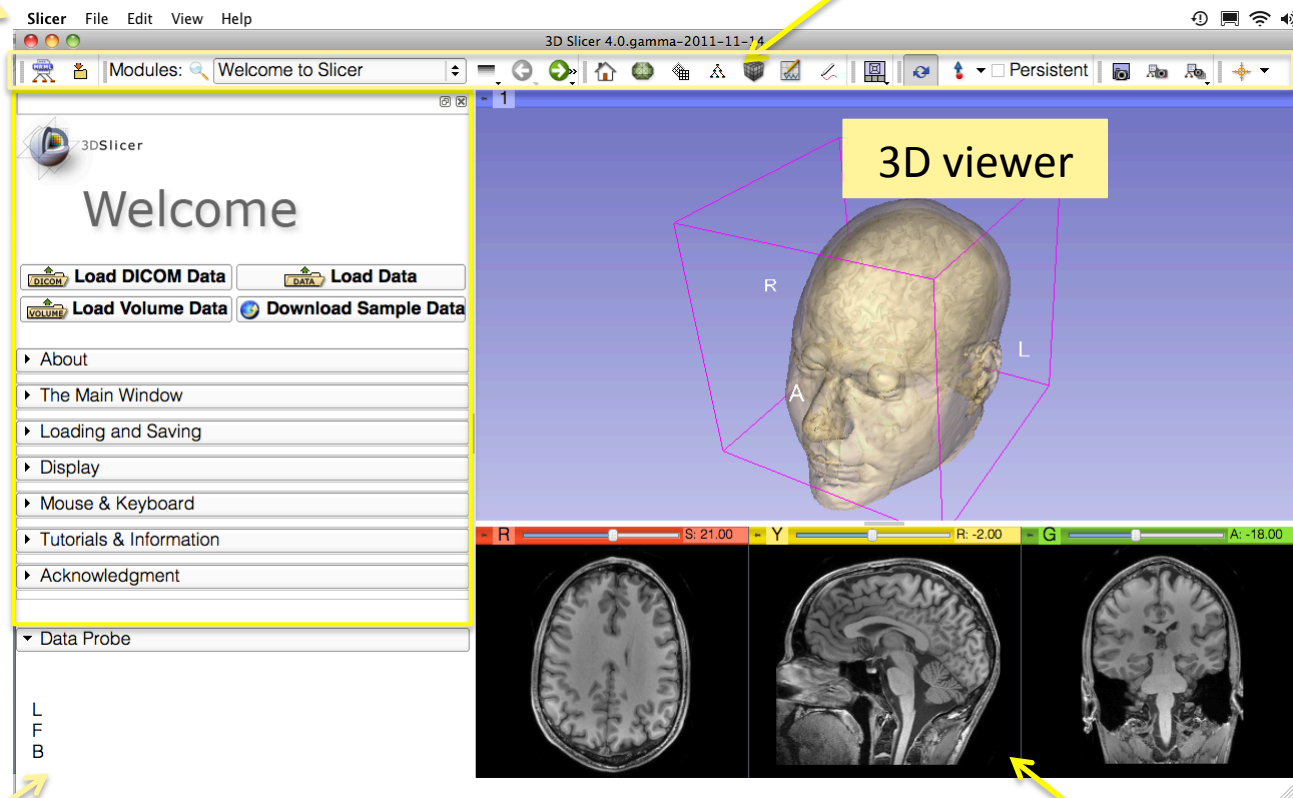 Slicer File Edit View Help
3D Slicer 4.0.gamma-2011-11-14
MRML Modules: Welcome to Slicer Persistent
1
3DSlicer
Welcome
3D viewer
DICOM Load DICOM Data DATA Load Data
VOLUME Load Volume Data Download Sample Data
About
The Main Window
Loading and Saving
Display
Mouse & Keyboard
Tutorials & Information
Acknowledgment
R
L
A
R S: 21.00 Y R: -2.00 G A: -18.00
Data Probe
L
F
B